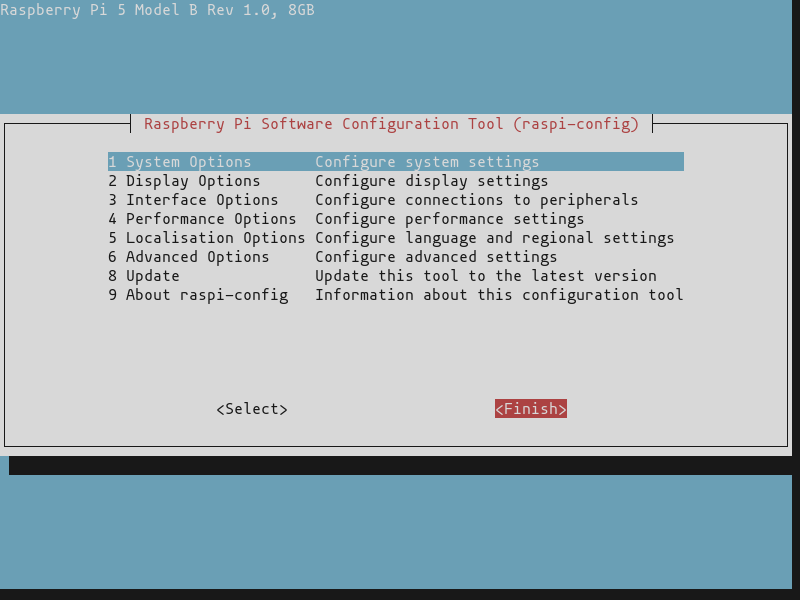 Raspberry Pi 5 Model B Rev 1.0, 8GB
Raspberry Pi Software Configuration Tool (raspi-config)
1 System Options       Configure system settings
2 Display Options      Configure display settings
3 Interface Options    Configure connections to peripherals
4 Performance Options  Configure performance settings
5 Localisation Options Configure language and regional settings
6 Advanced Options     Configure advanced settings
8 Update               Update this tool to the latest version
9 About raspi-config   Information about this configuration tool
<Select>                       <Finish>